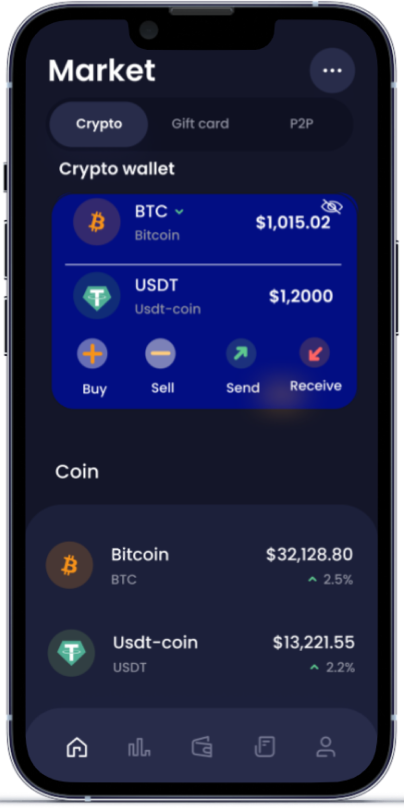 Market
Crypto Gift card P2P
Crypto wallet
BTC
$1,015.02
Bitcoin
USDT
$1,2000
Usdt-coin
Buy Sell Send Receive
Coin
Bitcoin $32,128.80
BTC 2.5%
Usdt-coin $13,221.55
USDT 2.2%